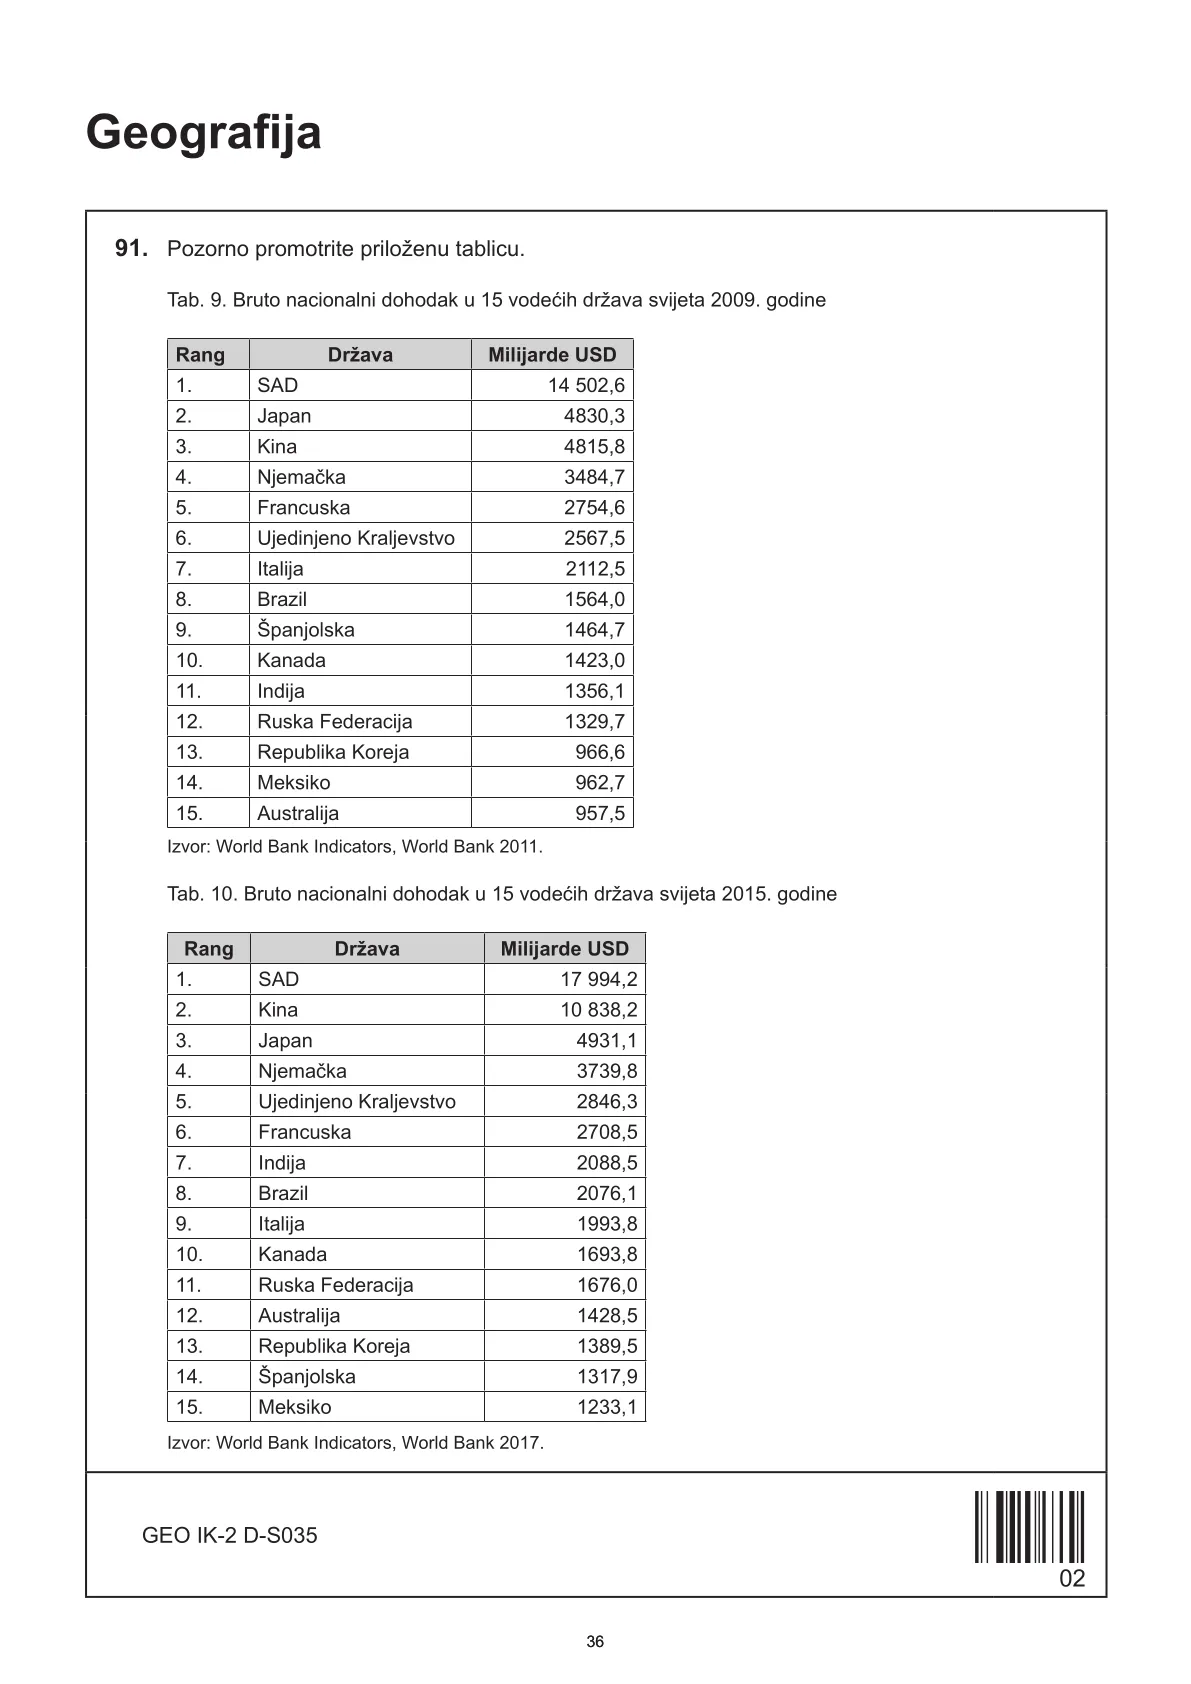 Geografija
91. Pozorno promotrite priloženu tablicu.
Tab. 9. Bruto nacionalni dohodak u 15 vodećih država svijeta 2009. godine
Rang Država Milijarde USD
1. SAD 14 502,6
2. Japan 4830,3
3. Kina 4815,8
4. Njemačka 3484,7
5. Francuska 2754,6
6. Ujedinjeno Kraljevstvo 2567,5
7. Italija 2112,5
8. Brazil 1564,0
9. Španjolska 1464,7
10. Kanada 1423,0
11. Indija 1356,1
12. Ruska Federacija 1329,7
13. Republika Koreja 966,6
14. Meksiko 962,7
15. Australija 957,5
Izvor: World Bank Indicators, World Bank 2011.
Tab. 10. Bruto nacionalni dohodak u 15 vodećih država svijeta 2015. godine
Rang Država Milijarde USD
1. SAD 17 994,2
2. Kina 10 838,2
3. Japan 4931,1
4. Njemačka 3739,8
5. Ujedinjeno Kraljevstvo 2846,3
6. Francuska 2708,5
7. Indija 2088,5
8. Brazil 2076,1
9. Italija 1993,8
10. Kanada 1693,8
11. Ruska Federacija 1676,0
12. Australija 1428,5
13. Republika Koreja 1389,5
14. Španjolska 1317,9
15. Meksiko 1233,1
Izvor: World Bank Indicators, World Bank 2017.
GEO IK-2 D-S035
02
36